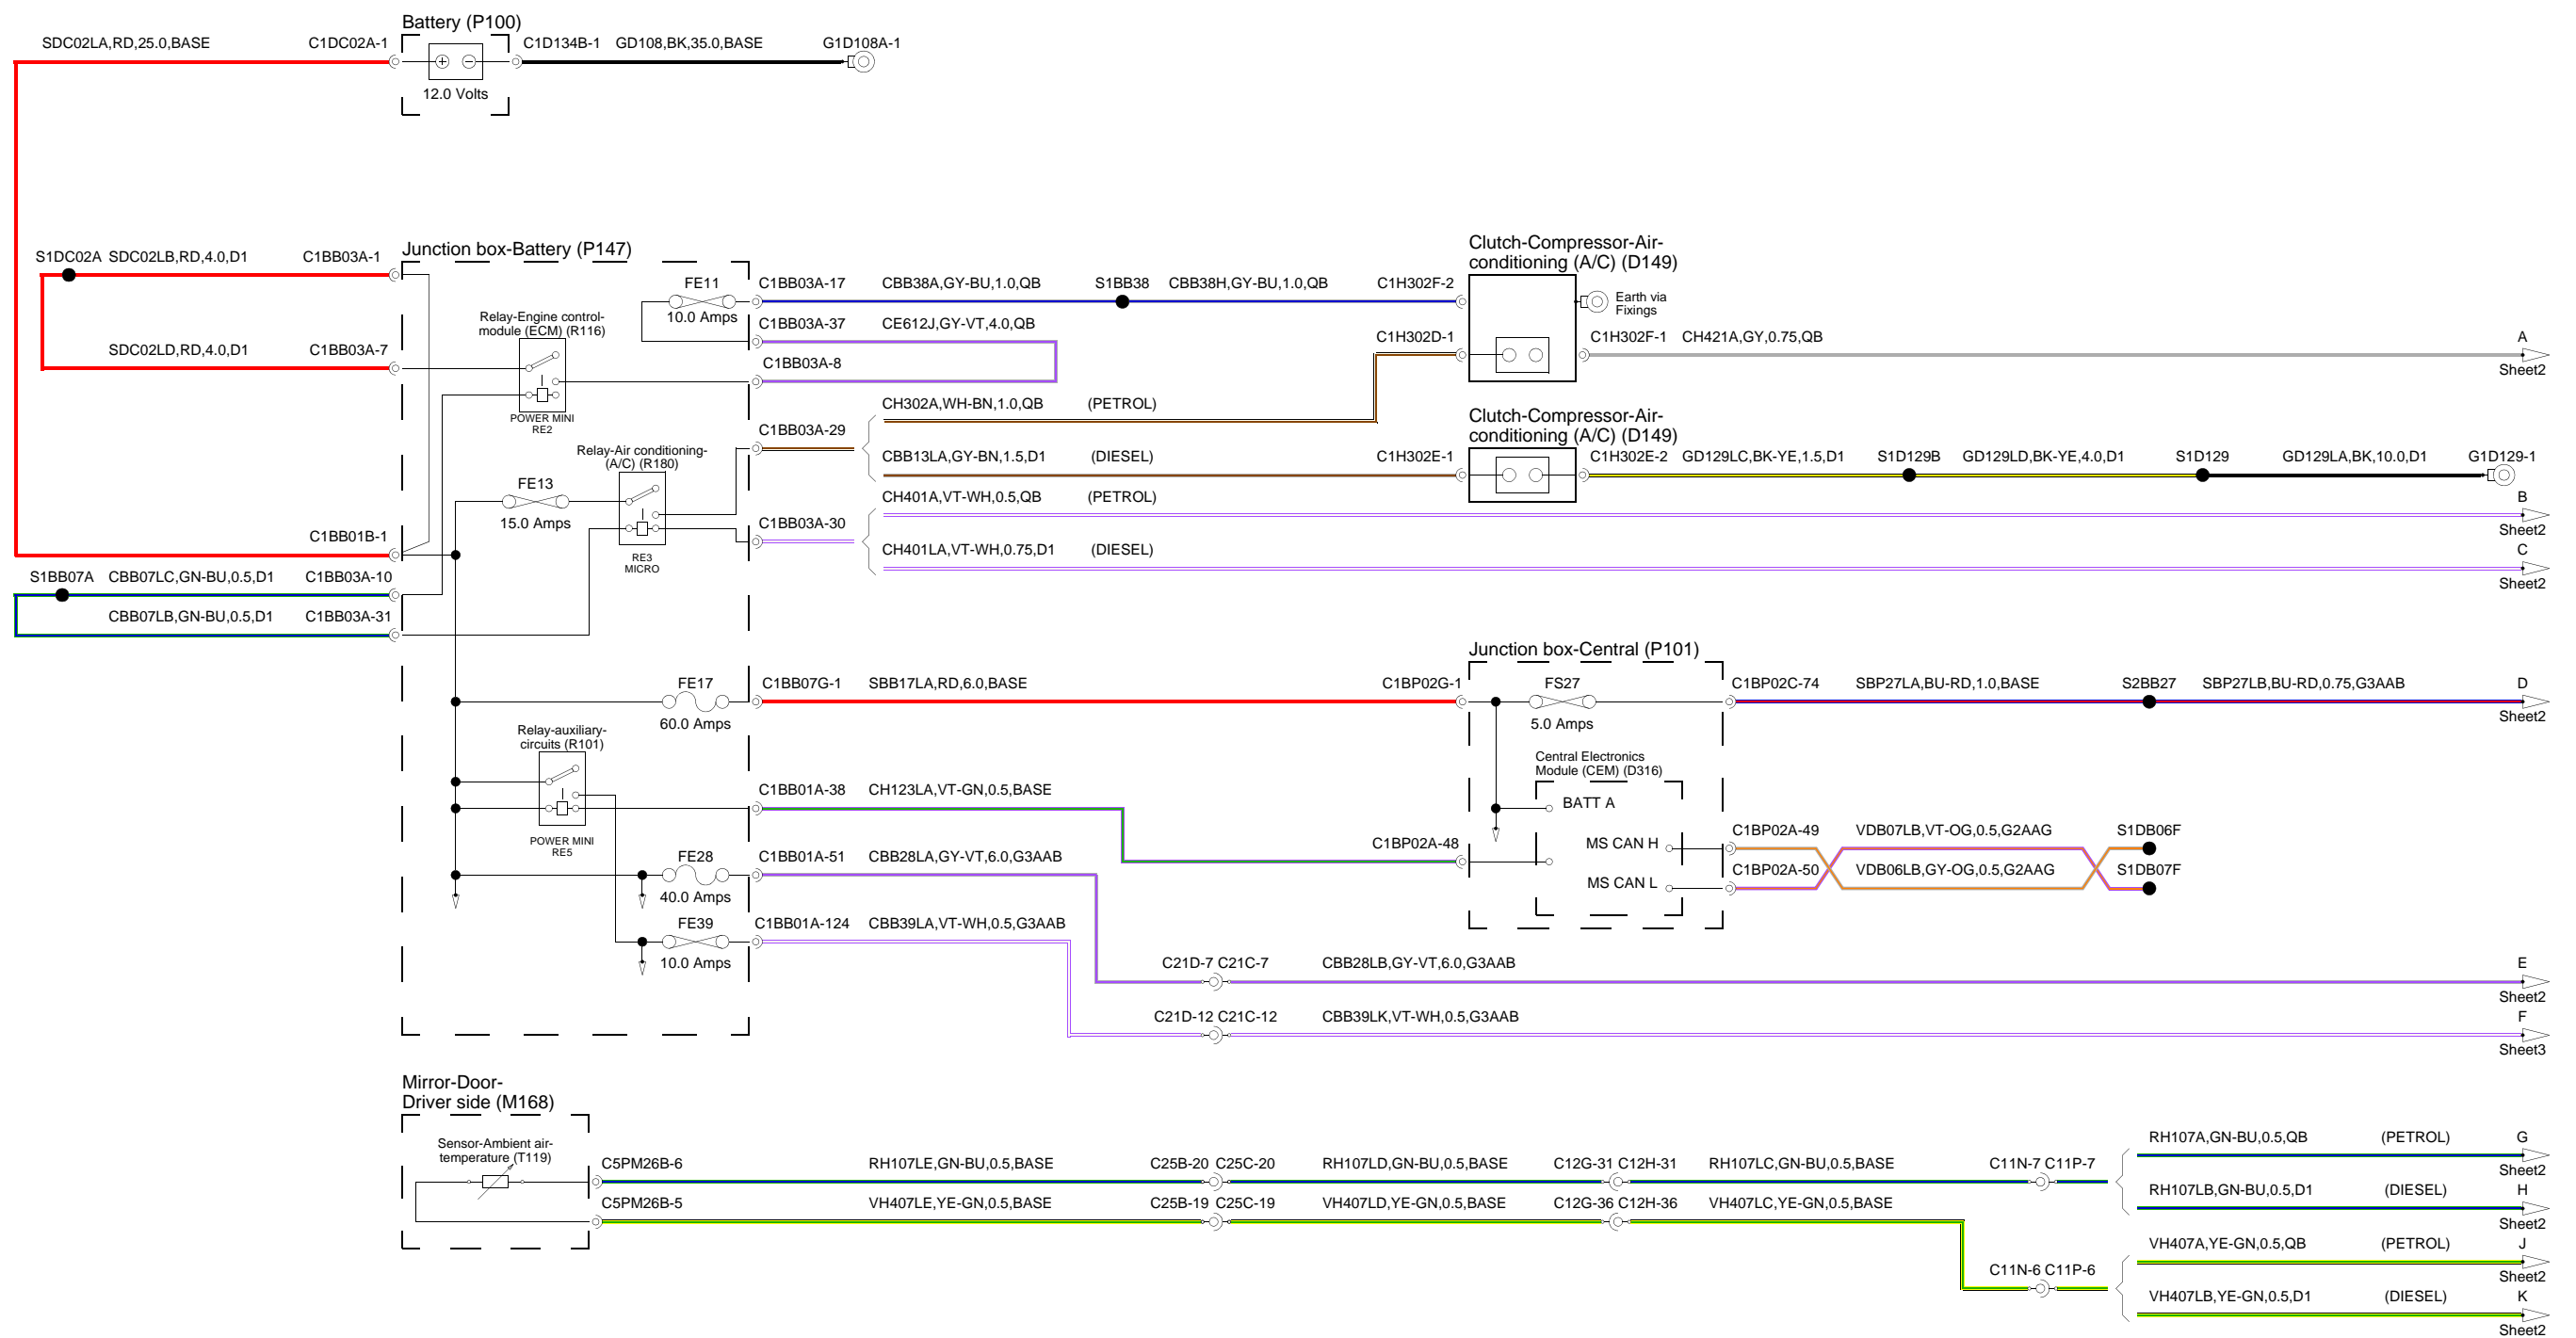 Battery (P100)
SDC02LA,RD,25.0,BASE
C1DC02A-1
C1D134B-1
GD108,BK,35.0,BASE
G1D108A-1
12.0 Volts
Junction box-Battery (P147)
S1DC02A
SDC02LB,RD,4.0,D1
C1BB03A-1
SDC02LD,RD,4.0,D1
C1BB03A-7
Relay-Engine control-
module (ECM) (R116)
POWER MINI
RE2
FE11
10.0 Amps
C1BB03A-17
CBB38A,GY-BU,1.0,QB
S1BB38
CBB38H,GY-BU,1.0,QB
C1H302F-2
C1BB03A-37
CE612J,GY-VT,4.0,QB
C1BB03A-8
Clutch-Compressor-Air-
conditioning (A/C) (D149)
Earth via
Fixings
C1H302D-1
C1H302F-1
CH421A,GY,0.75,QB
A
Sheet2
CH302A,WH-BN,1.0,QB
(PETROL)
C1BB03A-29
CBB13LA,GY-BN,1.5,D1
(DIESEL)
C1H302E-1
Clutch-Compressor-Air-
conditioning (A/C) (D149)
C1H302E-2
GD129LC,BK-YE,1.5,D1
S1D129B
GD129LD,BK-YE,4.0,D1
S1D129
GD129LA,BK,10.0,D1
G1D129-1
Relay-Air conditioning-
(A/C) (R180)
FE13
15.0 Amps
RE3
MICRO
CH401A,VT-WH,0.5,QB
(PETROL)
B
Sheet2
C1BB03A-30
CH401LA,VT-WH,0.75,D1
(DIESEL)
C
Sheet2
C1BB01B-1
S1BB07A
CBB07LC,GN-BU,0.5,D1
C1BB03A-10
CBB07LB,GN-BU,0.5,D1
C1BB03A-31
Junction box-Central (P101)
FE17
60.0 Amps
C1BB07G-1
SBB17LA,RD,6.0,BASE
C1BP02G-1
FS27
5.0 Amps
C1BP02C-74
SBP27LA,BU-RD,1.0,BASE
S2BB27
SBP27LB,BU-RD,0.75,G3AAB
D
Sheet2
Relay-auxiliary-
circuits (R101)
POWER MINI
RE5
C1BB01A-38
CH123LA,VT-GN,0.5,BASE
C1BP02A-48
Central Electronics
Module (CEM) (D316)
BATT A
MS CAN H
MS CAN L
C1BP02A-49
VDB07LB,VT-OG,0.5,G2AAG
S1DB06F
C1BP02A-50
VDB06LB,GY-OG,0.5,G2AAG
S1DB07F
FE28
40.0 Amps
C1BB01A-51
CBB28LA,GY-VT,6.0,G3AAB
FE39
10.0 Amps
C1BB01A-124
CBB39LA,VT-WH,0.5,G3AAB
C21D-7 C21C-7
CBB28LB,GY-VT,6.0,G3AAB
E
Sheet2
C21D-12 C21C-12
CBB39LK,VT-WH,0.5,G3AAB
F
Sheet3
Mirror-Door-
Driver side (M168)
Sensor-Ambient air-
temperature (T119)
C5PM26B-6
RH107LE,GN-BU,0.5,BASE
C25B-20 C25C-20
RH107LD,GN-BU,0.5,BASE
C12G-31 C12H-31
RH107LC,GN-BU,0.5,BASE
C11N-7 C11P-7
RH107A,GN-BU,0.5,QB
(PETROL)
G
Sheet2
RH107LB,GN-BU,0.5,D1
(DIESEL)
H
Sheet2
C5PM26B-5
VH407LE,YE-GN,0.5,BASE
C25B-19 C25C-19
VH407LD,YE-GN,0.5,BASE
C12G-36 C12H-36
VH407LC,YE-GN,0.5,BASE
C11N-6 C11P-6
VH407A,YE-GN,0.5,QB
(PETROL)
J
Sheet2
VH407LB,YE-GN,0.5,D1
(DIESEL)
K
Sheet2